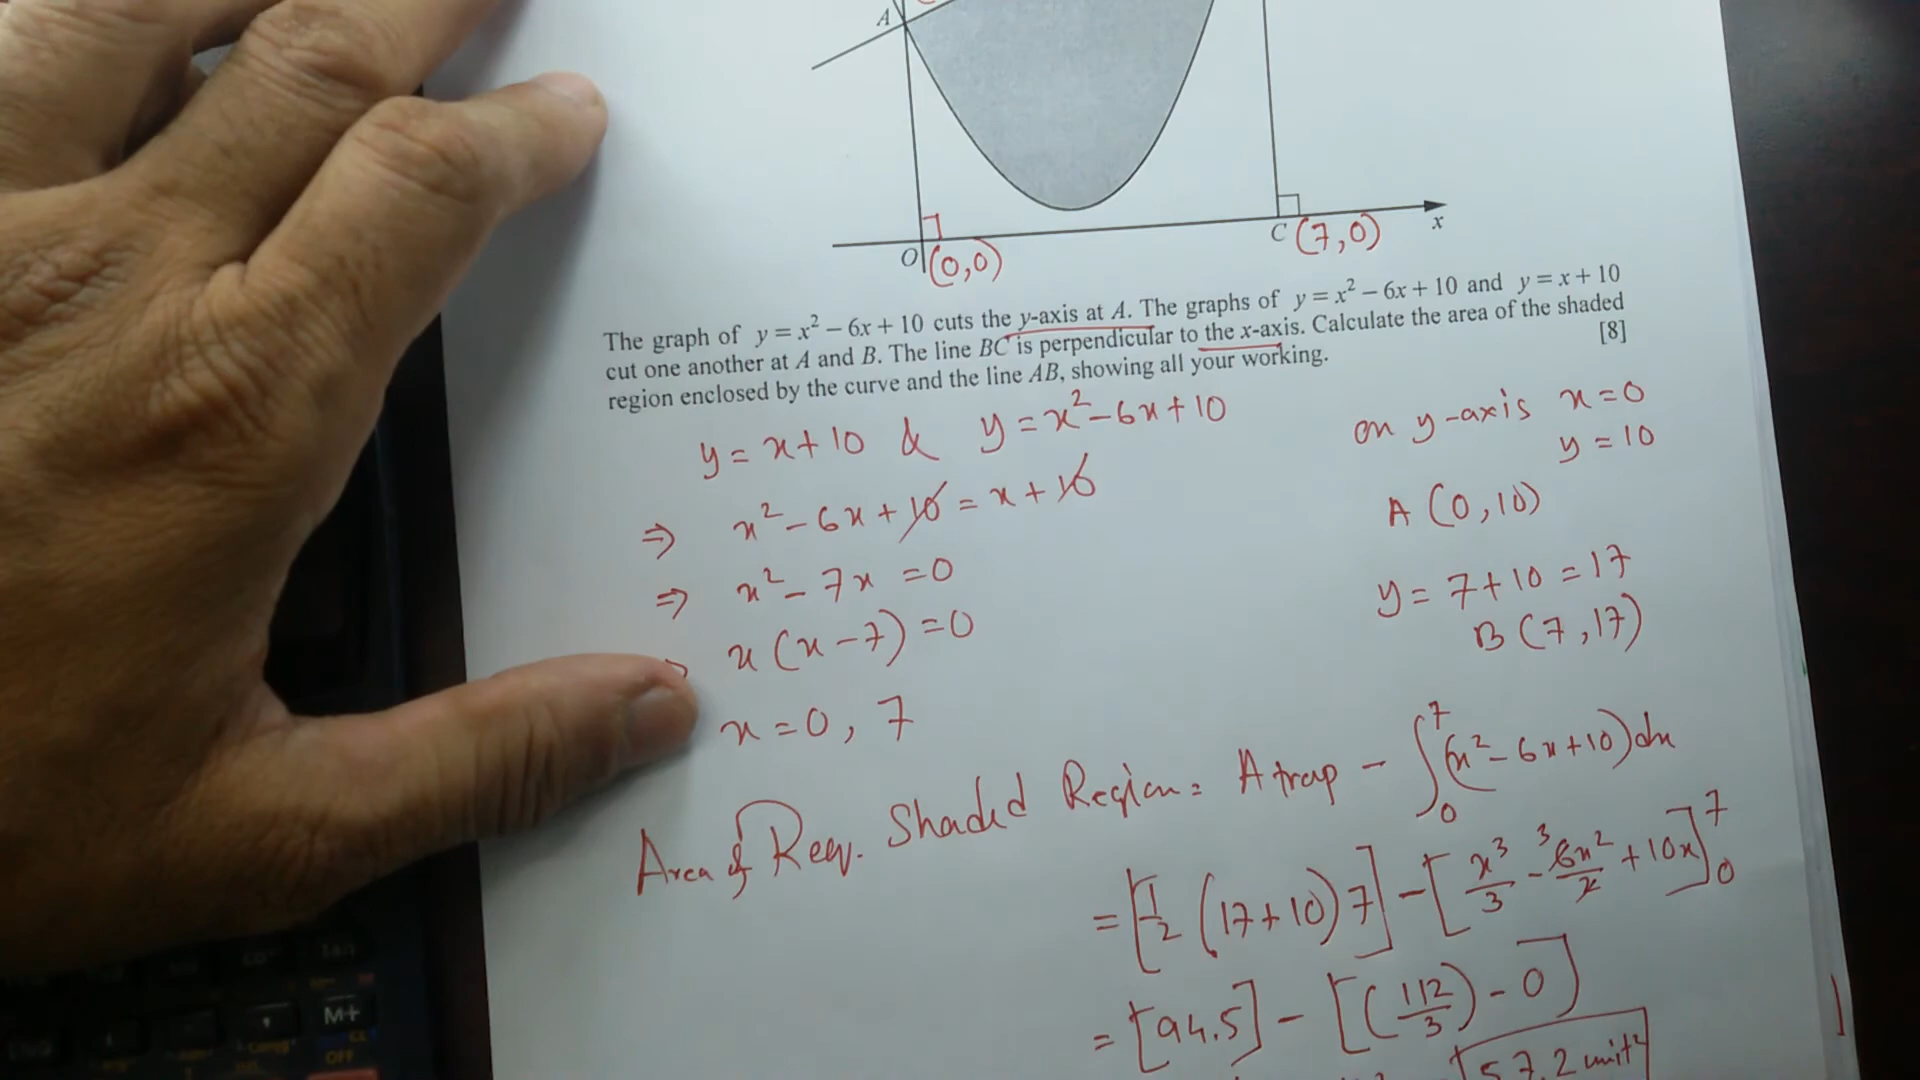 A
O (0,0)
C (7,0)
x
The graph of y = x² − 6x + 10 cuts the y-axis at A. The graphs of y = x² − 6x + 10 and y = x + 10
cut one another at A and B. The line BC is perpendicular to the x-axis. Calculate the area of the shaded
region enclosed by the curve and the line AB, showing all your working. [8]
y = x + 10 & y = x² − 6x + 10
⇒ x² − 6x + 10 = x + 10
⇒ x² − 7x = 0
x (x − 7) = 0
x = 0, 7
on y-axis x = 0
y = 10
A (0, 10)
y = 7 + 10 = 17
B (7, 17)
Area of Req. Shaded Region = A trap − ∫₀⁷ (x² − 6x + 10) dx
= [1/2 (17 + 10) 7] − [x³/3 − ³6x²/2 + 10x]₀⁷
= [94.5] − [(112/3) − 0]
57.2 unit²
M+
OFF